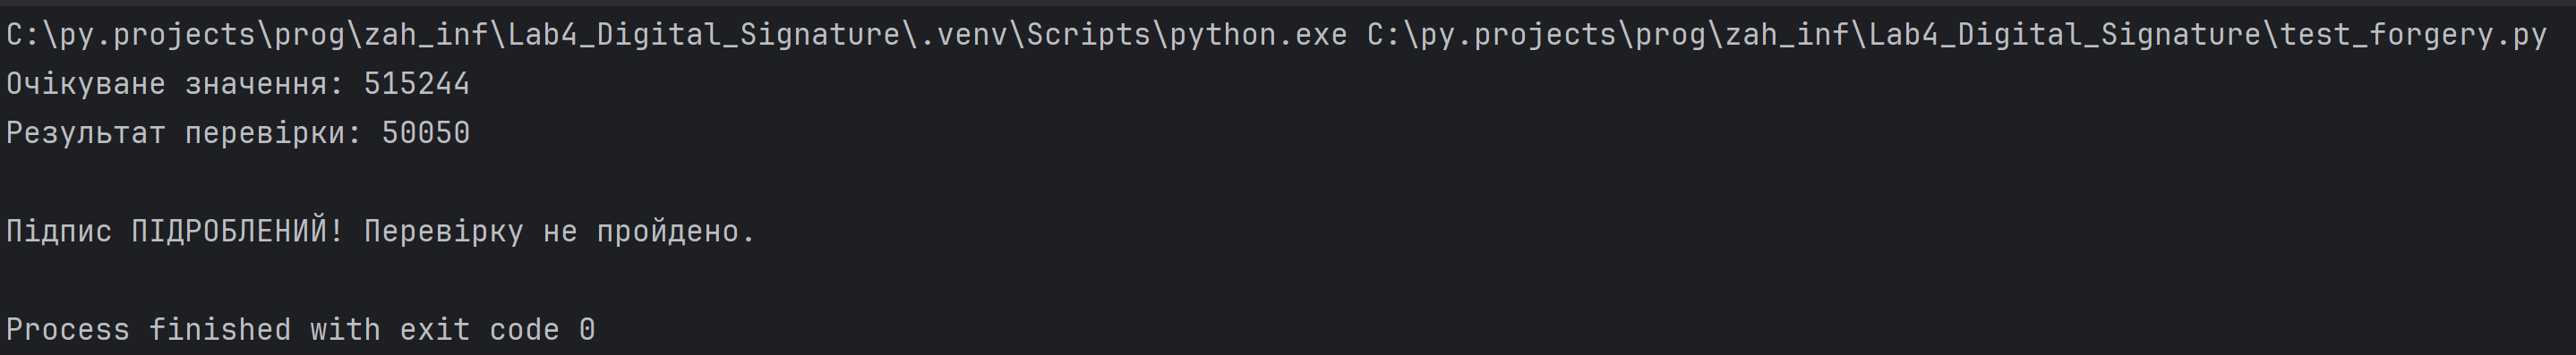 C:\py.projects\prog\zah_inf\Lab4_Digital_Signature\.venv\Scripts\python.exe C:\py.projects\prog\zah_inf\Lab4_Digital_Signature\test_forgery.py
Очікуване значення: 515244
Результат перевірки: 50050
Підпис ПІДРОБЛЕНИЙ! Перевірку не пройдено.
Process finished with exit code 0